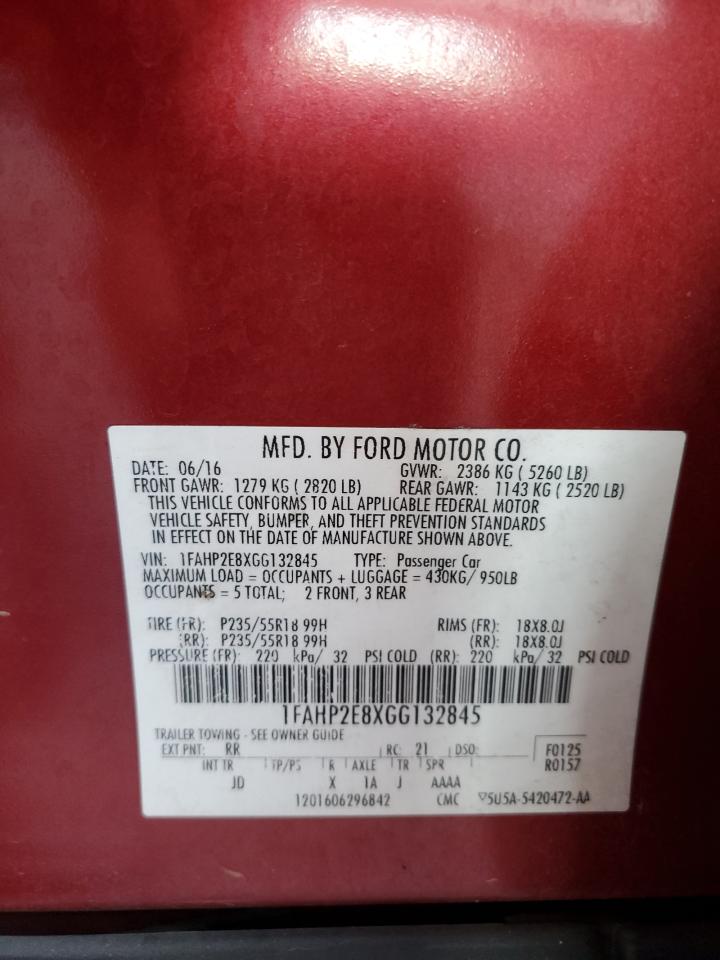 MFD. BY FORD MOTOR CO.
DATE: 06/16 GVWR: 2386 KG ( 5260 LB)
FRONT GAWR: 1279 KG ( 2820 LB) REAR GAWR: 1143 KG ( 2520 LB)
THIS VEHICLE CONFORMS TO ALL APPLICABLE FEDERAL MOTOR
VEHICLE SAFETY, BUMPER, AND THEFT PREVENTION STANDARDS
IN EFFECT ON THE DATE OF MANUFACTURE SHOWN ABOVE.
VIN: 1FAHP2E8XGG132845 TYPE: Passenger Car
MAXIMUM LOAD = OCCUPANTS + LUGGAGE = 430KG/ 950LB
OCCUPANTS = 5 TOTAL; 2 FRONT, 3 REAR
TIRE (FR): P235/55R18 99H RIMS (FR): 18X8.0J
(RR): P235/55R18 99H (RR): 18X8.0J
PRESSURE (FR): 220 kPa/ 32 PSI COLD (RR): 220 kPa/ 32 PSI COLD
1FAHP2E8XGG132845
TRAILER TOWING - SEE OWNER GUIDE
EXT PNT: RR RC: 21 DSO: F0125
INT TR TP/PS R AXLE TR SPR R0157
JD X 1A J AAAA
1201606296842 CMC ▽5U5A-5420472-AA